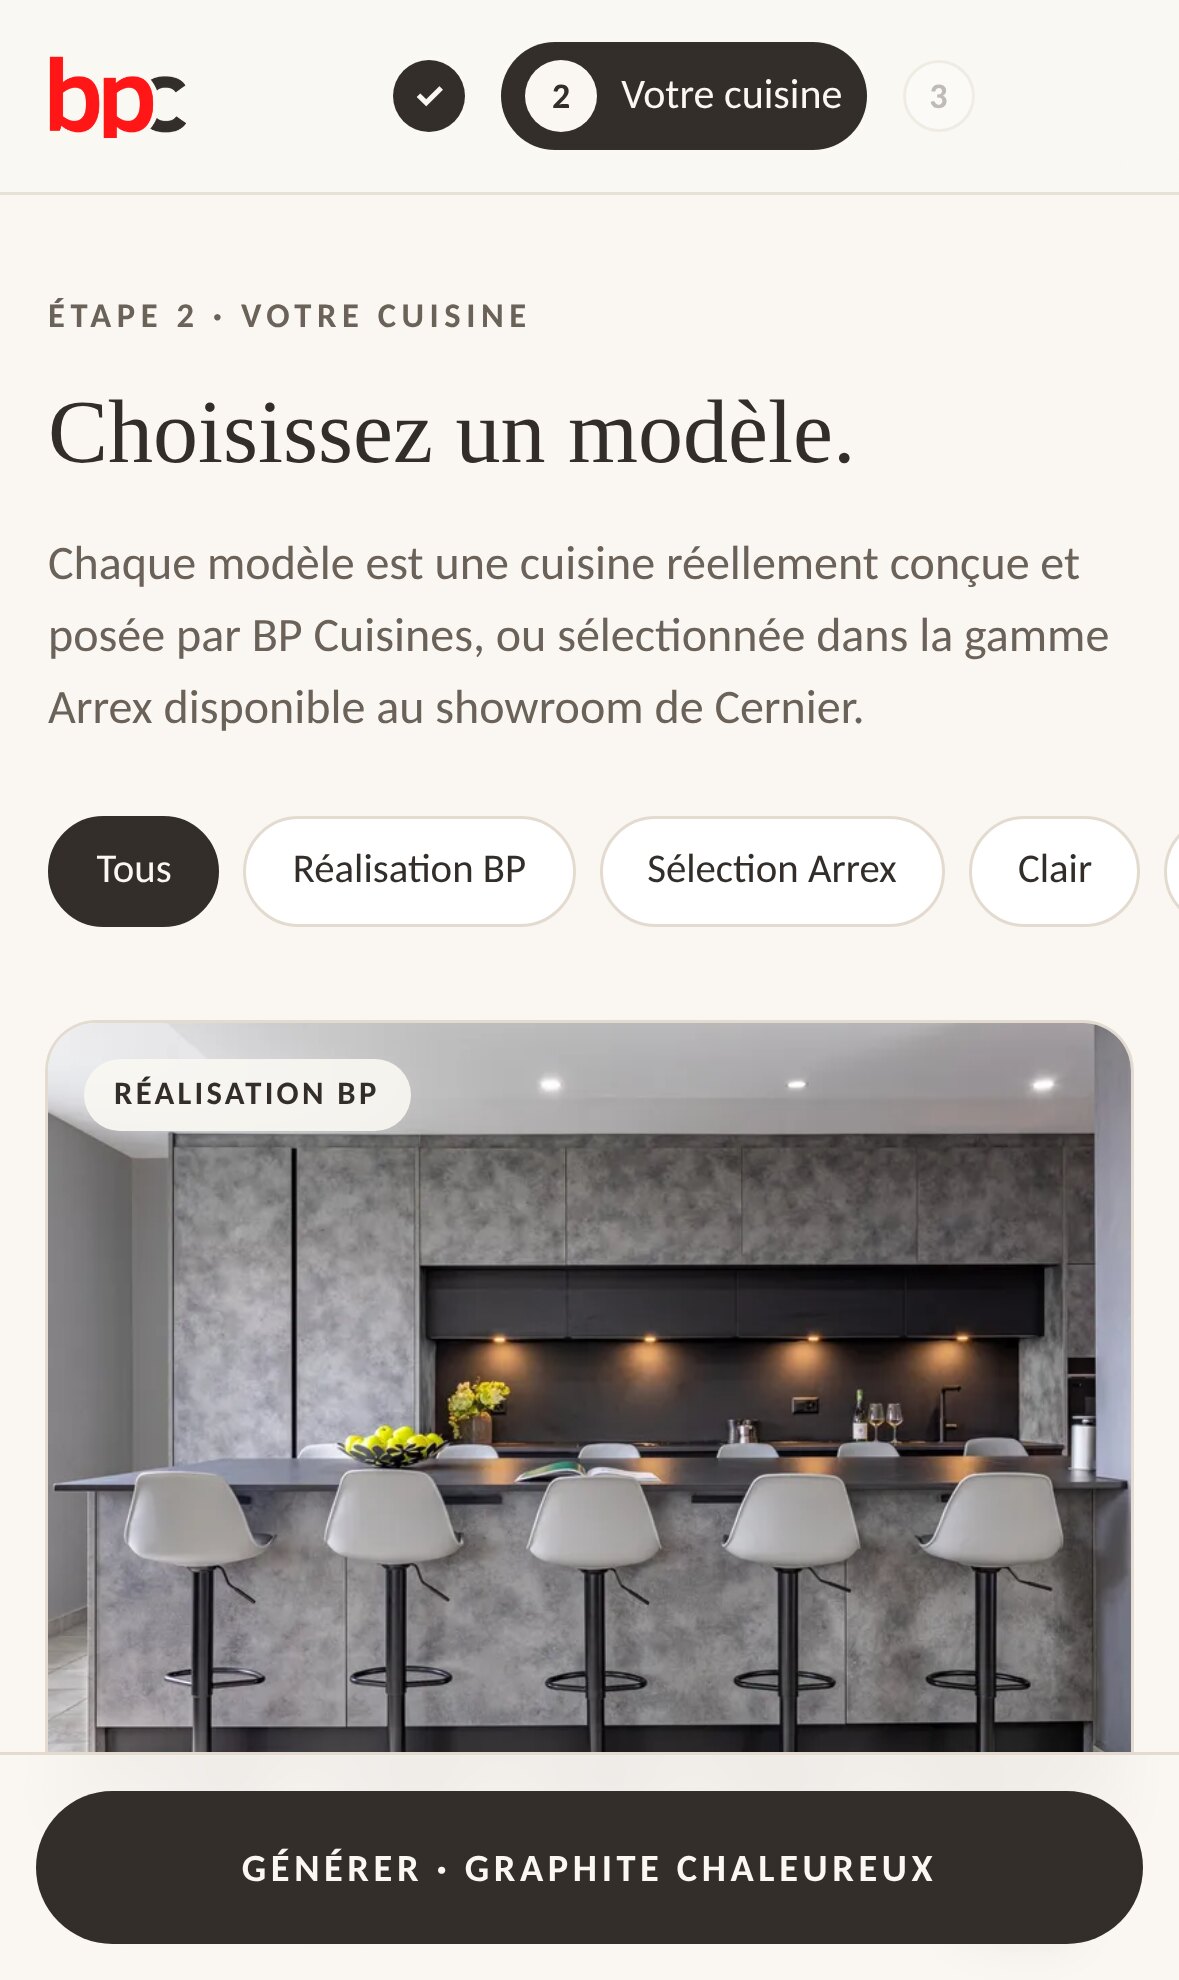 bpc
2 Votre cuisine 3
ÉTAPE 2 · VOTRE CUISINE
Choisissez un modèle.
Chaque modèle est une cuisine réellement conçue et
posée par BP Cuisines, ou sélectionnée dans la gamme
Arrex disponible au showroom de Cernier.
Tous Réalisation BP Sélection Arrex Clair
RÉALISATION BP
GÉNÉRER · GRAPHITE CHALEUREUX